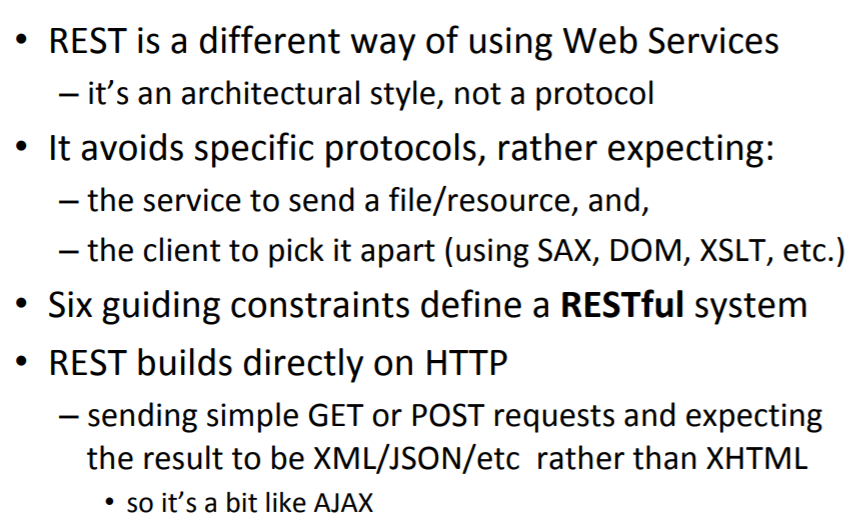 • REST is a different way of using Web Services
– it's an architectural style, not a protocol
• It avoids specific protocols, rather expecting:
– the service to send a file/resource, and,
– the client to pick it apart (using SAX, DOM, XSLT, etc.)
• Six guiding constraints define a RESTful system
• REST builds directly on HTTP
– sending simple GET or POST requests and expecting
the result to be XML/JSON/etc rather than XHTML
• so it's a bit like AJAX